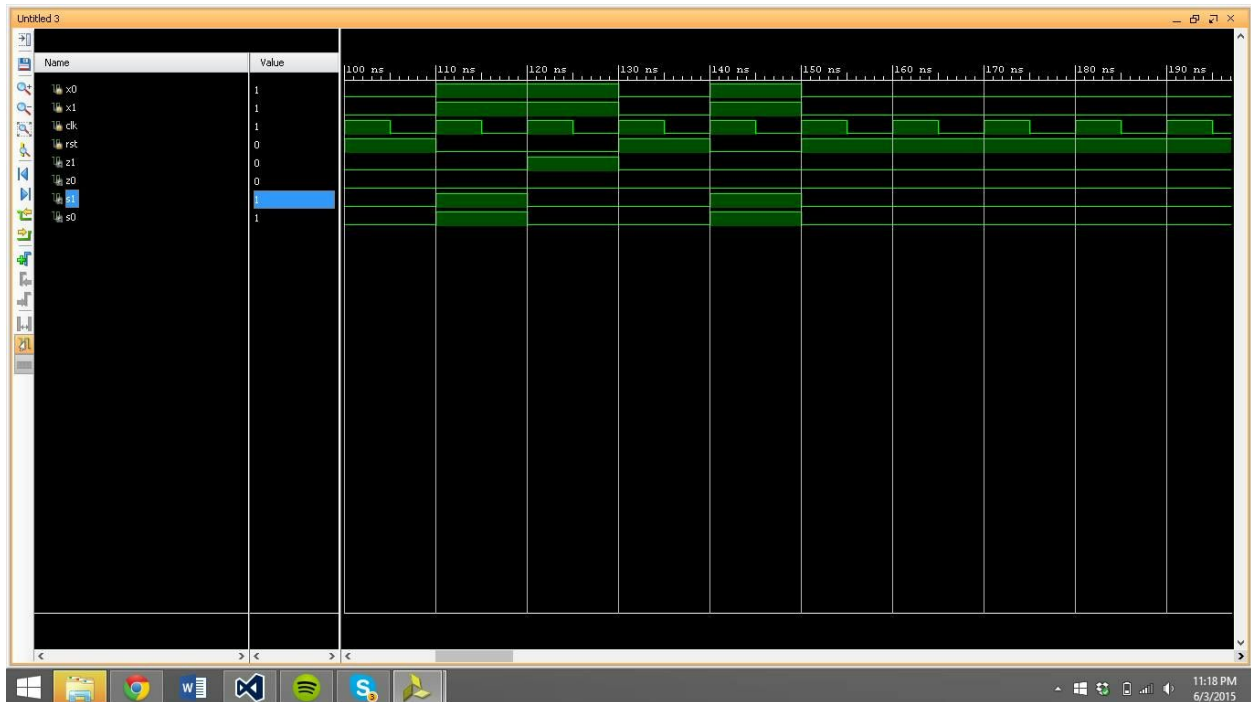 Untitled 3
Name Value
100 ns 110 ns 120 ns 130 ns 140 ns 150 ns 160 ns 170 ns 180 ns 190 ns
x0 1
x1 1
clk 1
rst 0
z1 0
z0 0
s1 1
s0 1
11:18 PM
6/3/2015